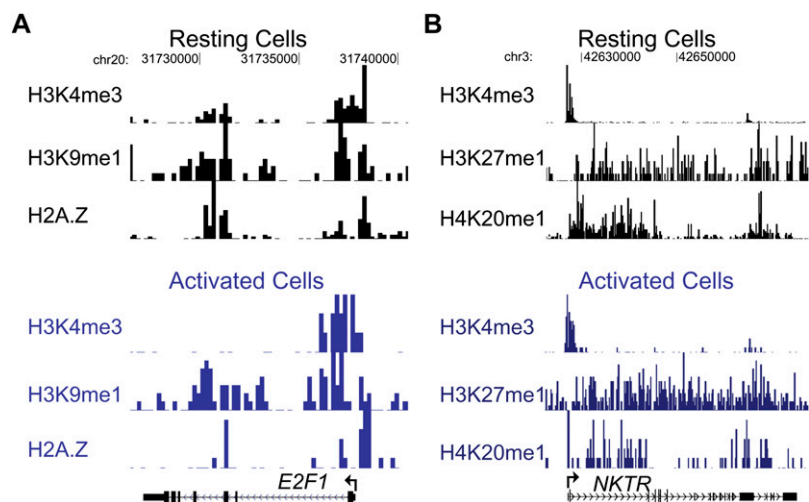 A
Resting Cells
chr20: 31730000 31735000 31740000
H3K4me3
H3K9me1
H2A.Z
Activated Cells
H3K4me3
H3K9me1
H2A.Z
E2F1
B
Resting Cells
chr3: 42630000 42650000
H3K4me3
H3K27me1
H4K20me1
Activated Cells
H3K4me3
H3K27me1
H4K20me1
NKTR